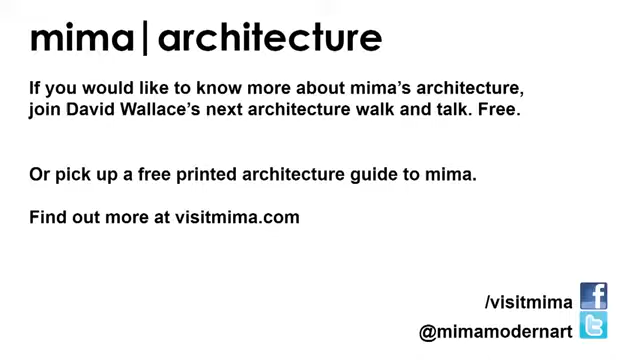 mima|architecture
If you would like to know more about mima's architecture,
join David Wallace's next architecture walk and talk. Free.
Or pick up a free printed architecture guide to mima.
Find out more at visitmima.com
/visitmima
@mimamodernart